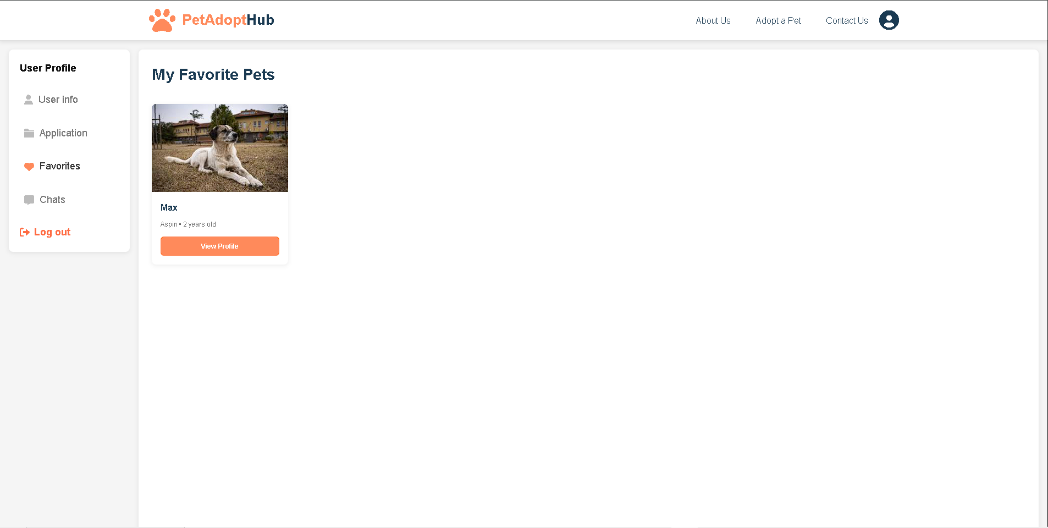 PetAdoptHub
About Us
Adopt a Pet
Contact Us
User Profile
User Info
Application
Favorites
Chats
Log out
My Favorite Pets
Max
Aspin • 2 years old
View Profile